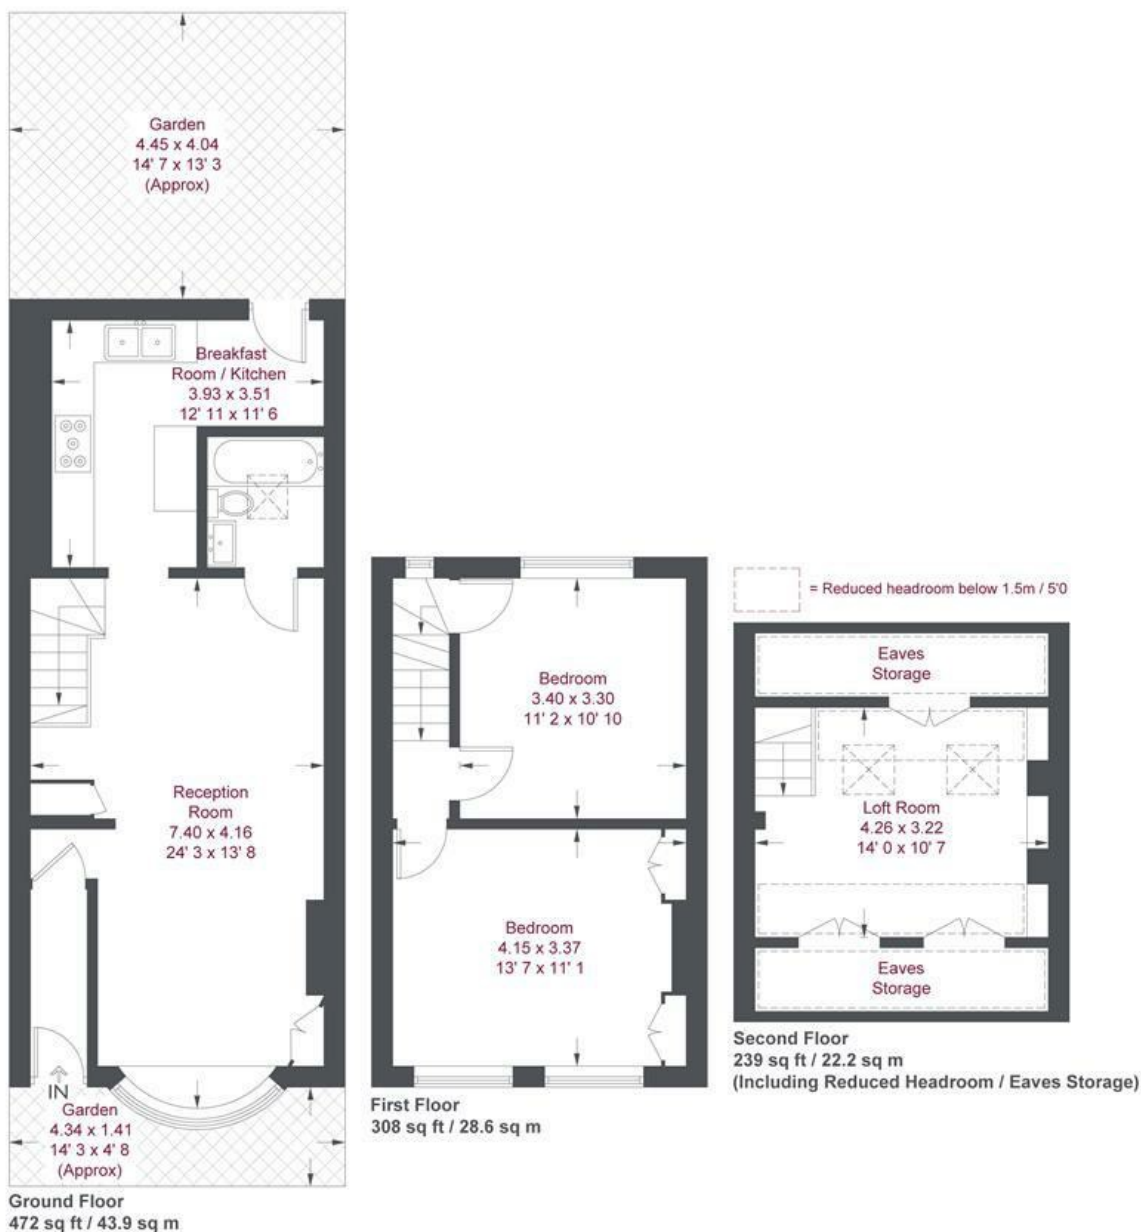 Garden
4.45 x 4.04
14' 7 x 13' 3
(Approx)
Breakfast
Room / Kitchen
3.93 x 3.51
12' 11 x 11' 6
Reception
Room
7.40 x 4.16
24' 3 x 13' 8
IN
Garden
4.34 x 1.41
14' 3 x 4' 8
(Approx)
Ground Floor
472 sq ft / 43.9 sq m
Bedroom
3.40 x 3.30
11' 2 x 10' 10
Bedroom
4.15 x 3.37
13' 7 x 11' 1
First Floor
308 sq ft / 28.6 sq m
= Reduced headroom below 1.5m / 5'0
Eaves
Storage
Loft Room
4.26 x 3.22
14' 0 x 10' 7
Eaves
Storage
Second Floor
239 sq ft / 22.2 sq m
(Including Reduced Headroom / Eaves Storage)